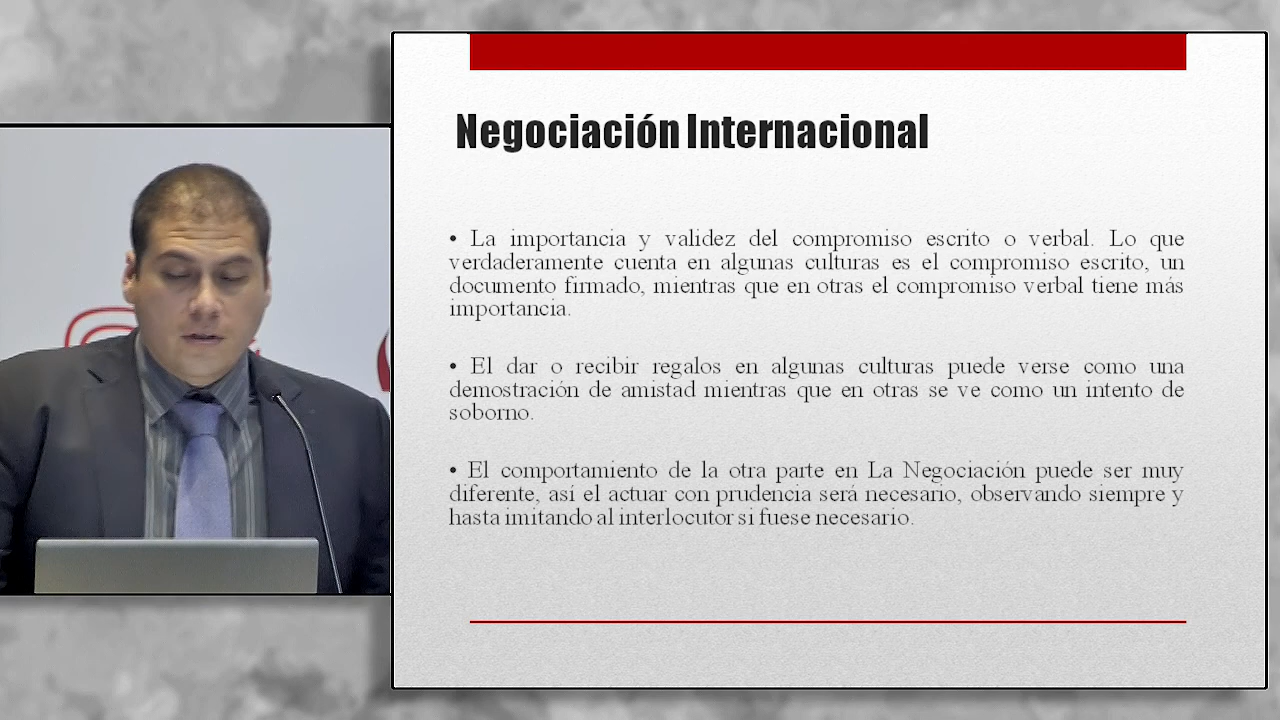 Negociación Internacional
• La importancia y validez del compromiso escrito o verbal. Lo que
verdaderamente cuenta en algunas culturas es el compromiso escrito, un
documento firmado, mientras que en otras el compromiso verbal tiene más
importancia.
• El dar o recibir regalos en algunas culturas puede verse como una
demostración de amistad mientras que en otras se ve como un intento de
soborno.
• El comportamiento de la otra parte en La Negociación puede ser muy
diferente, así el actuar con prudencia será necesario, observando siempre y
hasta imitando al interlocutor si fuese necesario.